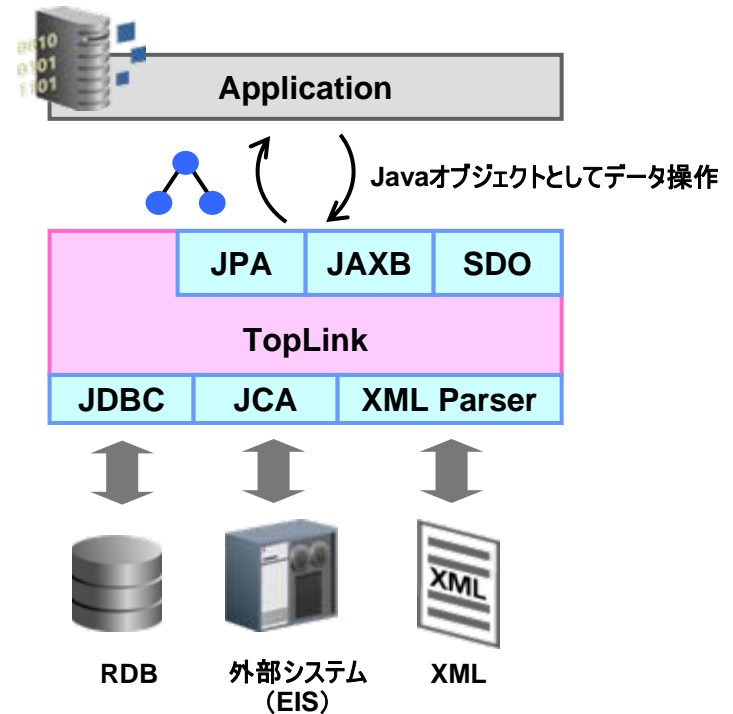 0010
0101
1101
Application
Javaオブジェクトとしてデータ操作
JPA JAXB SDO
TopLink
JDBC JCA XML Parser
XML
RDB
外部システム
（EIS）
XML